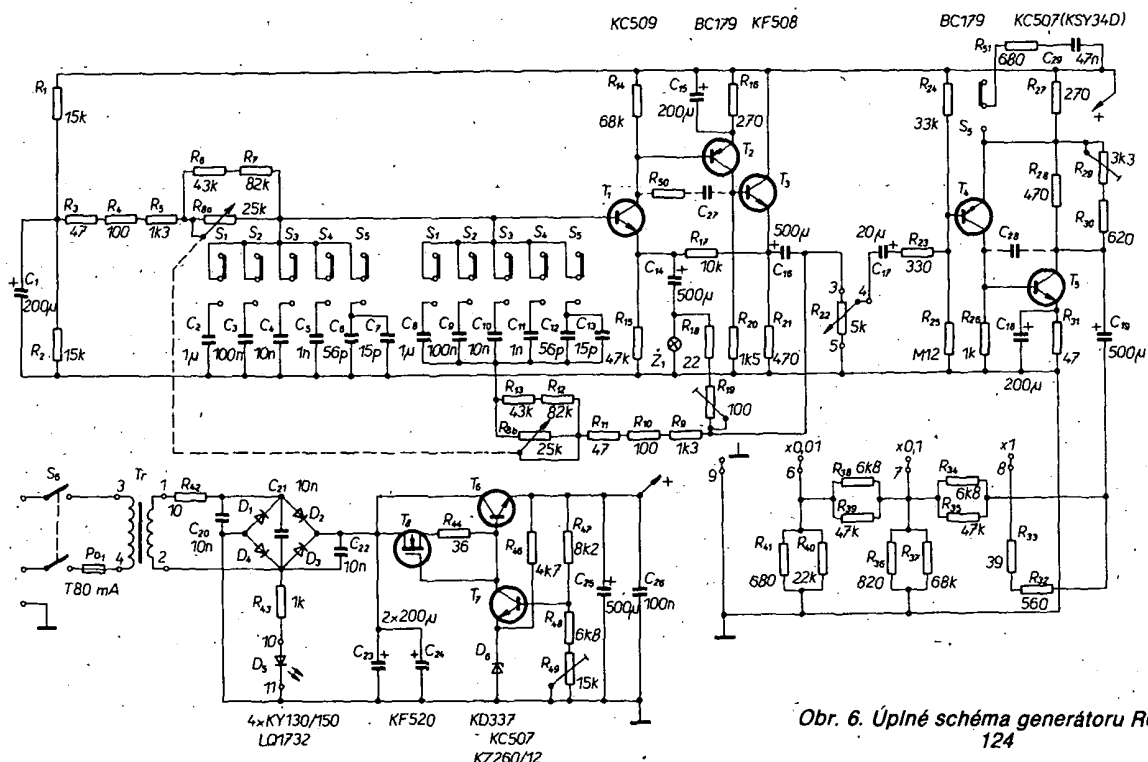 KC509 BC179 KF508 BC179 KC507(KSY34D)
R51 680 C29 47n
R1 15k
R14 68k
C15 200µ
R16 270
R24 33k
R27 270
S5
3k3 R29
T2
R6 43k R7 82k
T1 R50 C27 T3
T4
R28 470
R30 620
R3 47 R4 100 R5 1k3 R8a 25k
500µ C16
20µ C17 R23 330
C28
T5
S1 S2 S3 S4 S5
S1 S2 S3 S4 S5
R17 10k
C14 500µ
C1 200µ
3 4 R22 5k 5
R2 15k
C2 1µ C3 100n C4 10n C5 1n C6 56p C7 15p
C8 1µ C9 100n C10 10n C11 1n C12 56p C13 15p
R15 47k
Ž1
R18 22
R20 1k5
R21 470
R25 M12
R26 1k
C18 200µ
R31 47
C19 500µ
R13 43k R12 82k
R19 100
R8b 25k
R11 47 R10 100 R9 1k3
9
x0,01 6
x0,1 7
x1 8
R38 6k8
R39 47k
R34 6k8
R35 47k
R41 680
R40 22k
R36 820
R37 68k
R33 39
R32 560
S6 Tr 3 1 R42 10
C21 10n
D1 D2 D4 D3
C20 10n
C22 10n
4 2
Po1 T80 mA
R43 1k
10
D5
11
T6
T8 R44 36
R46 4k7
R47 8k2
C25 500µ
C26 100n
T7
R48 6k8
R49 15k
2×200µ
C23 C24
D6
4×KY130/150 KF520 KD337
LQ1732 KC507
KZ260/12
Obr. 6. Úplné schéma generátoru R
124